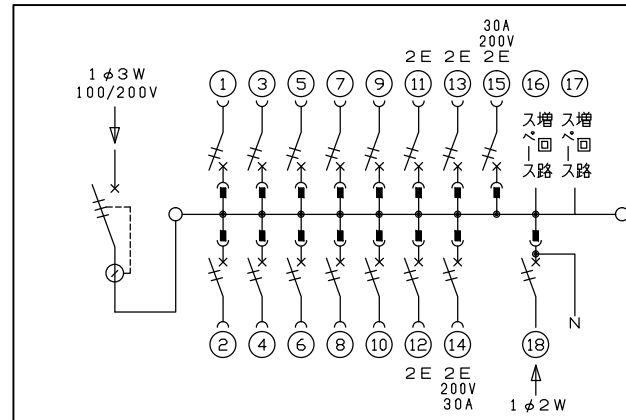 1φ3W
100/200V
30A
200V
2E 2E 2E
① ③ ⑤ ⑦ ⑨ ⑪ ⑬ ⑮ ⑯ ⑰
増回路
スペース
増回路
スペース
② ④ ⑥ ⑧ ⑩ ⑫ ⑭ ⑱
N
2E 2E
200V
30A
1φ2W